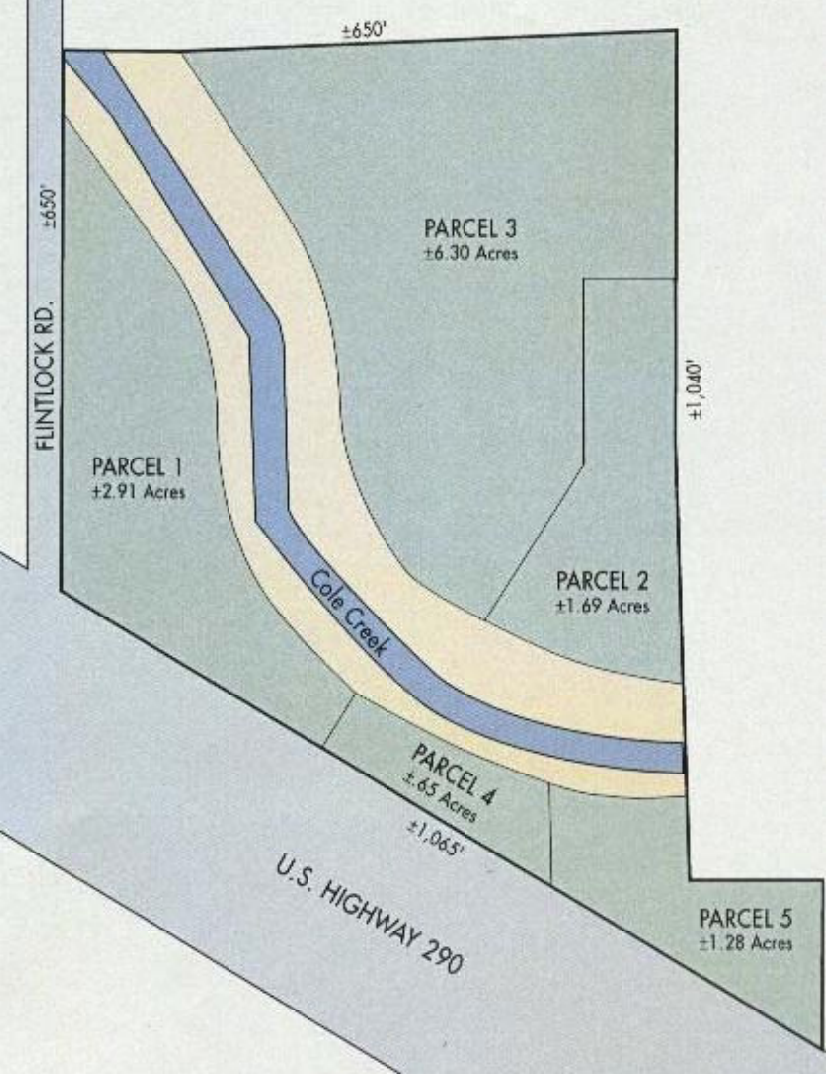 ±650'
±650'
FLINTLOCK RD.
PARCEL 3
±6.30 Acres
±1,040'
PARCEL 1
±2.91 Acres
PARCEL 2
±1.69 Acres
Cole Creek
PARCEL 4
±.65 Acres
±1,065'
U.S. HIGHWAY 290
PARCEL 5
±1.28 Acres